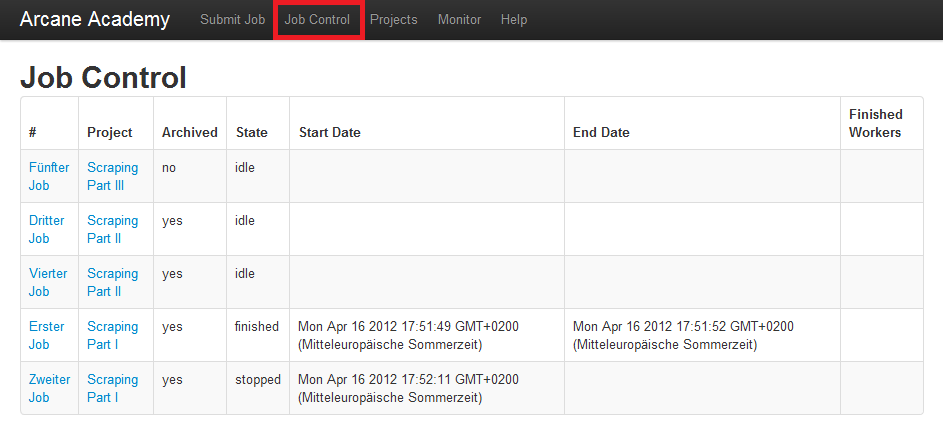 Arcane Academy Submit Job Job Control Projects Monitor Help
Job Control
# Project Archived State Start Date End Date Finished Workers
Fünfter Job Scraping Part III no idle
Dritter Job Scraping Part II yes idle
Vierter Job Scraping Part II yes idle
Erster Job Scraping Part I yes finished Mon Apr 16 2012 17:51:49 GMT+0200 (Mitteleuropäische Sommerzeit) Mon Apr 16 2012 17:51:52 GMT+0200 (Mitteleuropäische Sommerzeit)
Zweiter Job Scraping Part I yes stopped Mon Apr 16 2012 17:52:11 GMT+0200 (Mitteleuropäische Sommerzeit)